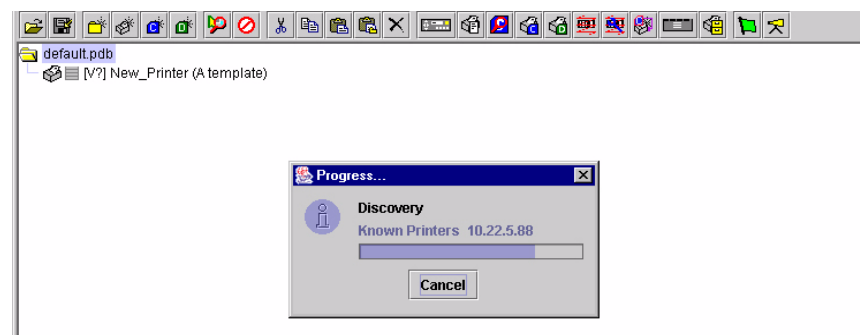 default.pdb
[V?] New_Printer (A template)
Progress...
Discovery
Known Printers 10.22.5.88
Cancel